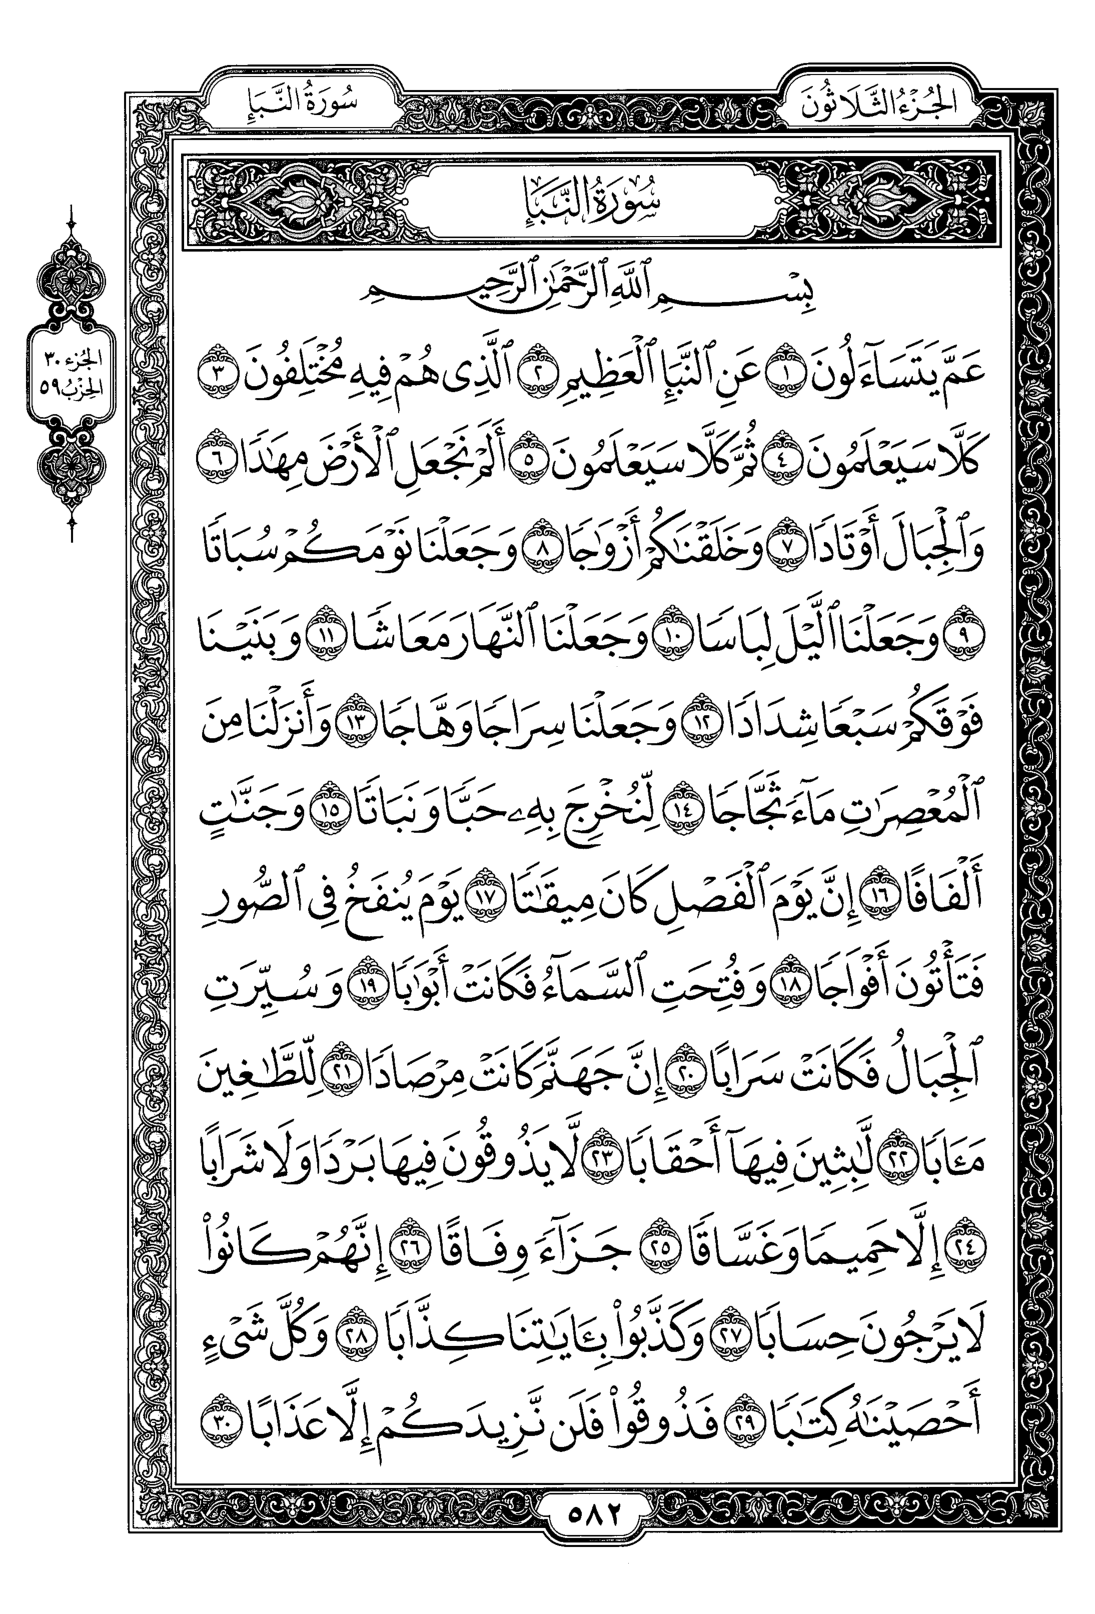 الجُزْءُ الثَّلَاثُونَ
سُورَةُ النَّبَإِ
سُورَةُ النَّبَإِ
الجُزء ٣٠
الحِزْبُ ٥٩
بِسْمِ ٱللَّهِ ٱلرَّحْمَٰنِ ٱلرَّحِيمِ
عَمَّ يَتَسَآءَلُونَ ١ عَنِ ٱلنَّبَإِ ٱلْعَظِيمِ ٢ ٱلَّذِى هُمْ فِيهِ مُخْتَلِفُونَ ٣
كَلَّا سَيَعْلَمُونَ ٤ ثُمَّ كَلَّا سَيَعْلَمُونَ ٥ أَلَمْ نَجْعَلِ ٱلْأَرْضَ مِهَٰدًا ٦
وَٱلْجِبَالَ أَوْتَادًا ٧ وَخَلَقْنَٰكُمْ أَزْوَٰجًا ٨ وَجَعَلْنَا نَوْمَكُمْ سُبَاتًا
٩ وَجَعَلْنَا ٱلَّيْلَ لِبَاسًا ١٠ وَجَعَلْنَا ٱلنَّهَارَ مَعَاشًا ١١ وَبَنَيْنَا
فَوْقَكُمْ سَبْعًا شِدَادًا ١٢ وَجَعَلْنَا سِرَاجًا وَهَّاجًا ١٣ وَأَنزَلْنَا مِنَ
ٱلْمُعْصِرَٰتِ مَآءً ثَجَّاجًا ١٤ لِّنُخْرِجَ بِهِۦ حَبًّا وَنَبَاتًا ١٥ وَجَنَّٰتٍ
أَلْفَافًا ١٦ إِنَّ يَوْمَ ٱلْفَصْلِ كَانَ مِيقَٰتًا ١٧ يَوْمَ يُنفَخُ فِى ٱلصُّورِ
فَتَأْتُونَ أَفْوَاجًا ١٨ وَفُتِحَتِ ٱلسَّمَآءُ فَكَانَتْ أَبْوَٰبًا ١٩ وَسُيِّرَتِ
ٱلْجِبَالُ فَكَانَتْ سَرَابًا ٢٠ إِنَّ جَهَنَّمَ كَانَتْ مِرْصَادًا ٢١ لِّلطَّٰغِينَ
مَـَٔابًا ٢٢ لَّٰبِثِينَ فِيهَآ أَحْقَابًا ٢٣ لَّا يَذُوقُونَ فِيهَا بَرْدًا وَلَا شَرَابًا
٢٤ إِلَّا حَمِيمًا وَغَسَّاقًا ٢٥ جَزَآءً وِفَاقًا ٢٦ إِنَّهُمْ كَانُوا۟
لَا يَرْجُونَ حِسَابًا ٢٧ وَكَذَّبُوا۟ بِـَٔايَٰتِنَا كِذَّابًا ٢٨ وَكُلَّ شَىْءٍ
أَحْصَيْنَٰهُ كِتَٰبًا ٢٩ فَذُوقُوا۟ فَلَن نَّزِيدَكُمْ إِلَّا عَذَابًا ٣٠
٥٨٢